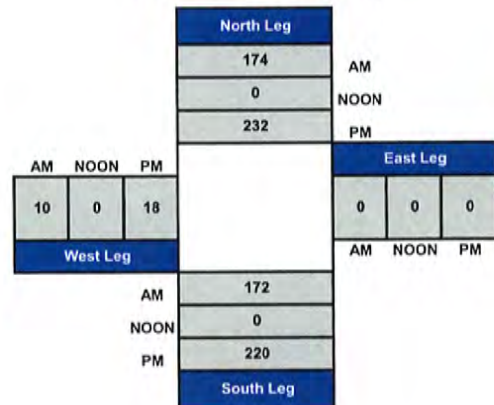 North Leg
174 AM
0 NOON
232 PM
AM NOON PM
East Leg
10 0 18
0 0 0
West Leg
AM NOON PM
AM 172
NOON 0
PM 220
South Leg